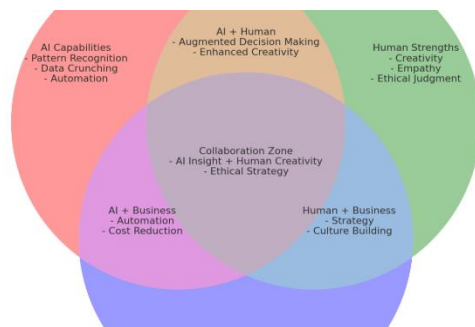 AI Capabilities
- Pattern Recognition
- Data Crunching
- Automation
AI + Human
- Augmented Decision Making
- Enhanced Creativity
Human Strengths
- Creativity
- Empathy
- Ethical Judgment
Collaboration Zone
- AI Insight + Human Creativity
- Ethical Strategy
AI + Business
- Automation
- Cost Reduction
Human + Business
- Strategy
- Culture Building